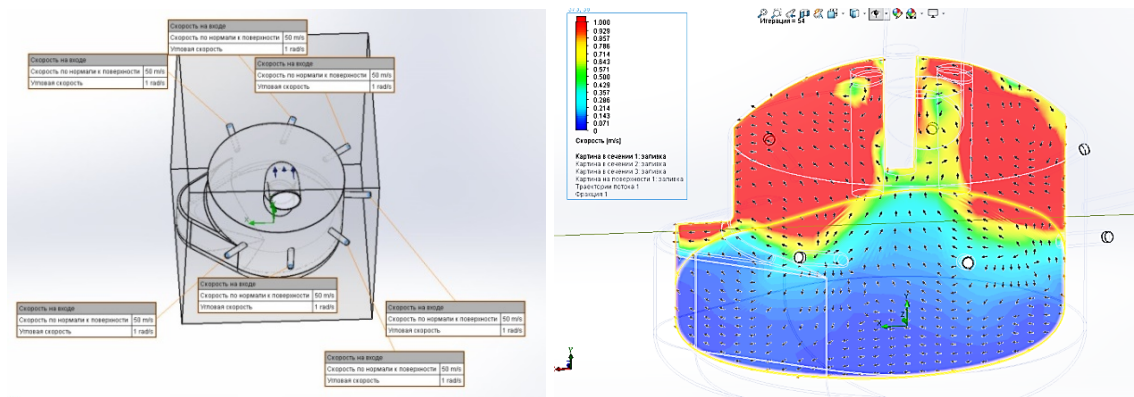 Скорость на входе
Скорость по нормали к поверхности 50 m/s
Угловая скорость 1 rad/s
Скорость на входе
Скорость по нормали к поверхности 50 m/s
Угловая скорость 1 rad/s
Скорость на входе
Скорость по нормали к поверхности 50 m/s
Угловая скорость 1 rad/s
Скорость на входе
Скорость по нормали к поверхности 50 m/s
Угловая скорость 1 rad/s
Скорость на входе
Скорость по нормали к поверхности 50 m/s
Угловая скорость 1 rad/s
Скорость на входе
Скорость по нормали к поверхности 50 m/s
Угловая скорость 1 rad/s
Скорость на входе
Скорость по нормали к поверхности 50 m/s
Угловая скорость 1 rad/s
Итерация = 54
1.000
0.929
0.857
0.786
0.714
0.643
0.571
0.500
0.429
0.357
0.286
0.214
0.143
0.071
0
Скорость [m/s]
Картина в сечении 1: заливка
Картина в сечении 2: заливка
Картина в сечении 3: заливка
Картина на поверхности 1: заливка
Траектории потока 1
Фракция 1
Y
X
Z
Y